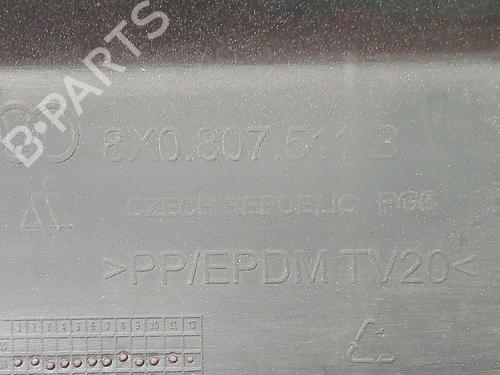 B-PARTS
8X0.807.511 B
CZECH REPUBLIC
>PP/EPDM TV20<
1 2 3 4 5 6 7 8 9 10 11 12